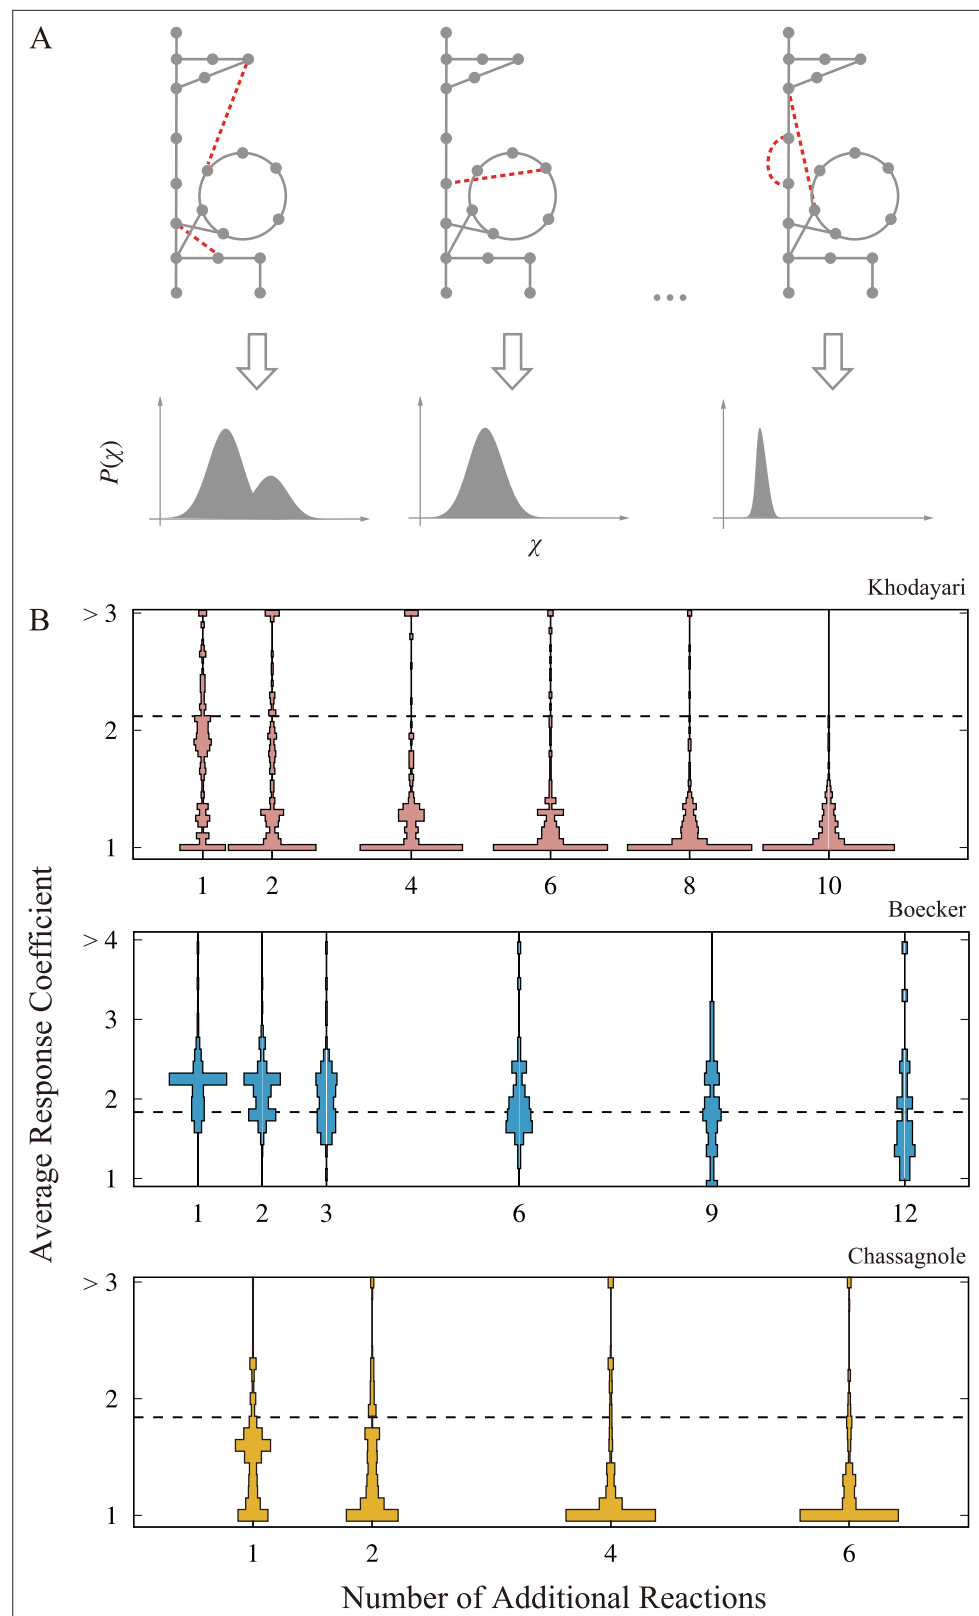 A
...
P(χ)
χ
B
Khodayari
> 3
2
1
1 2 4 6 8 10
Boecker
> 4
3
2
1
1 2 3 6 9 12
Chassagnole
> 3
2
1
1 2 4 6
Average Response Coefficient
Number of Additional Reactions